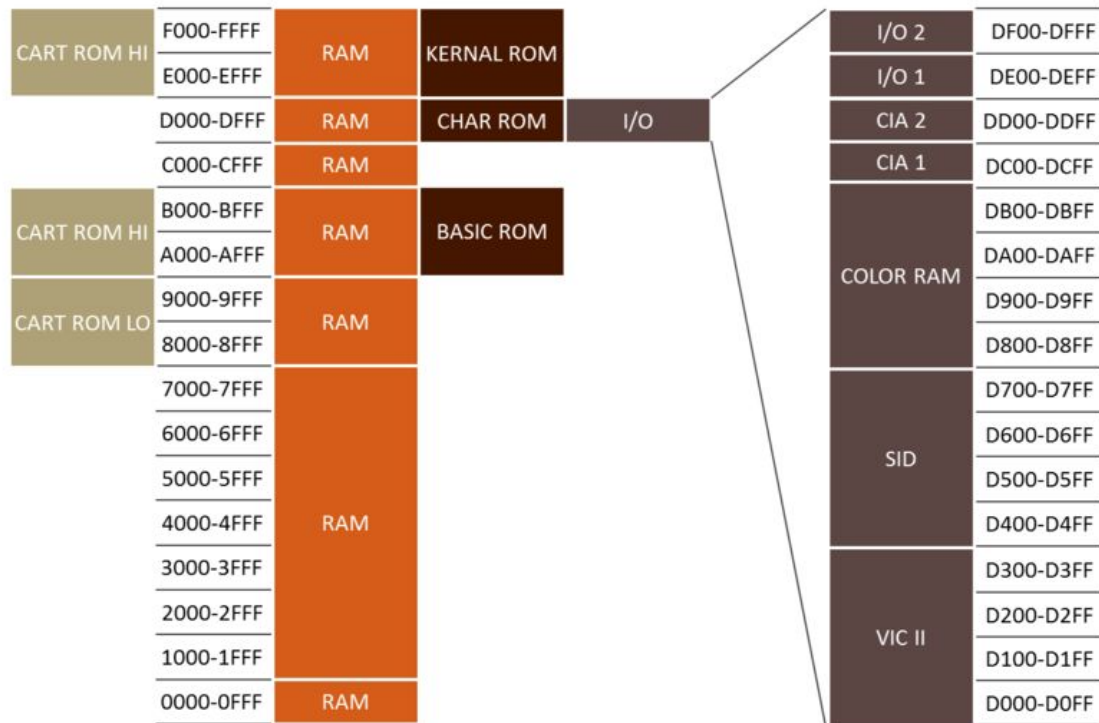 CART ROM HI
F000-FFFF
E000-EFFF
RAM
KERNAL ROM
D000-DFFF
RAM
CHAR ROM
I/O
C000-CFFF
RAM
CART ROM HI
B000-BFFF
A000-AFFF
RAM
BASIC ROM
CART ROM LO
9000-9FFF
8000-8FFF
RAM
7000-7FFF
6000-6FFF
5000-5FFF
4000-4FFF
3000-3FFF
2000-2FFF
1000-1FFF
RAM
0000-0FFF
RAM
I/O 2
DF00-DFFF
I/O 1
DE00-DEFF
CIA 2
DD00-DDFF
CIA 1
DC00-DCFF
COLOR RAM
DB00-DBFF
DA00-DAFF
D900-D9FF
D800-D8FF
SID
D700-D7FF
D600-D6FF
D500-D5FF
D400-D4FF
VIC II
D300-D3FF
D200-D2FF
D100-D1FF
D000-D0FF